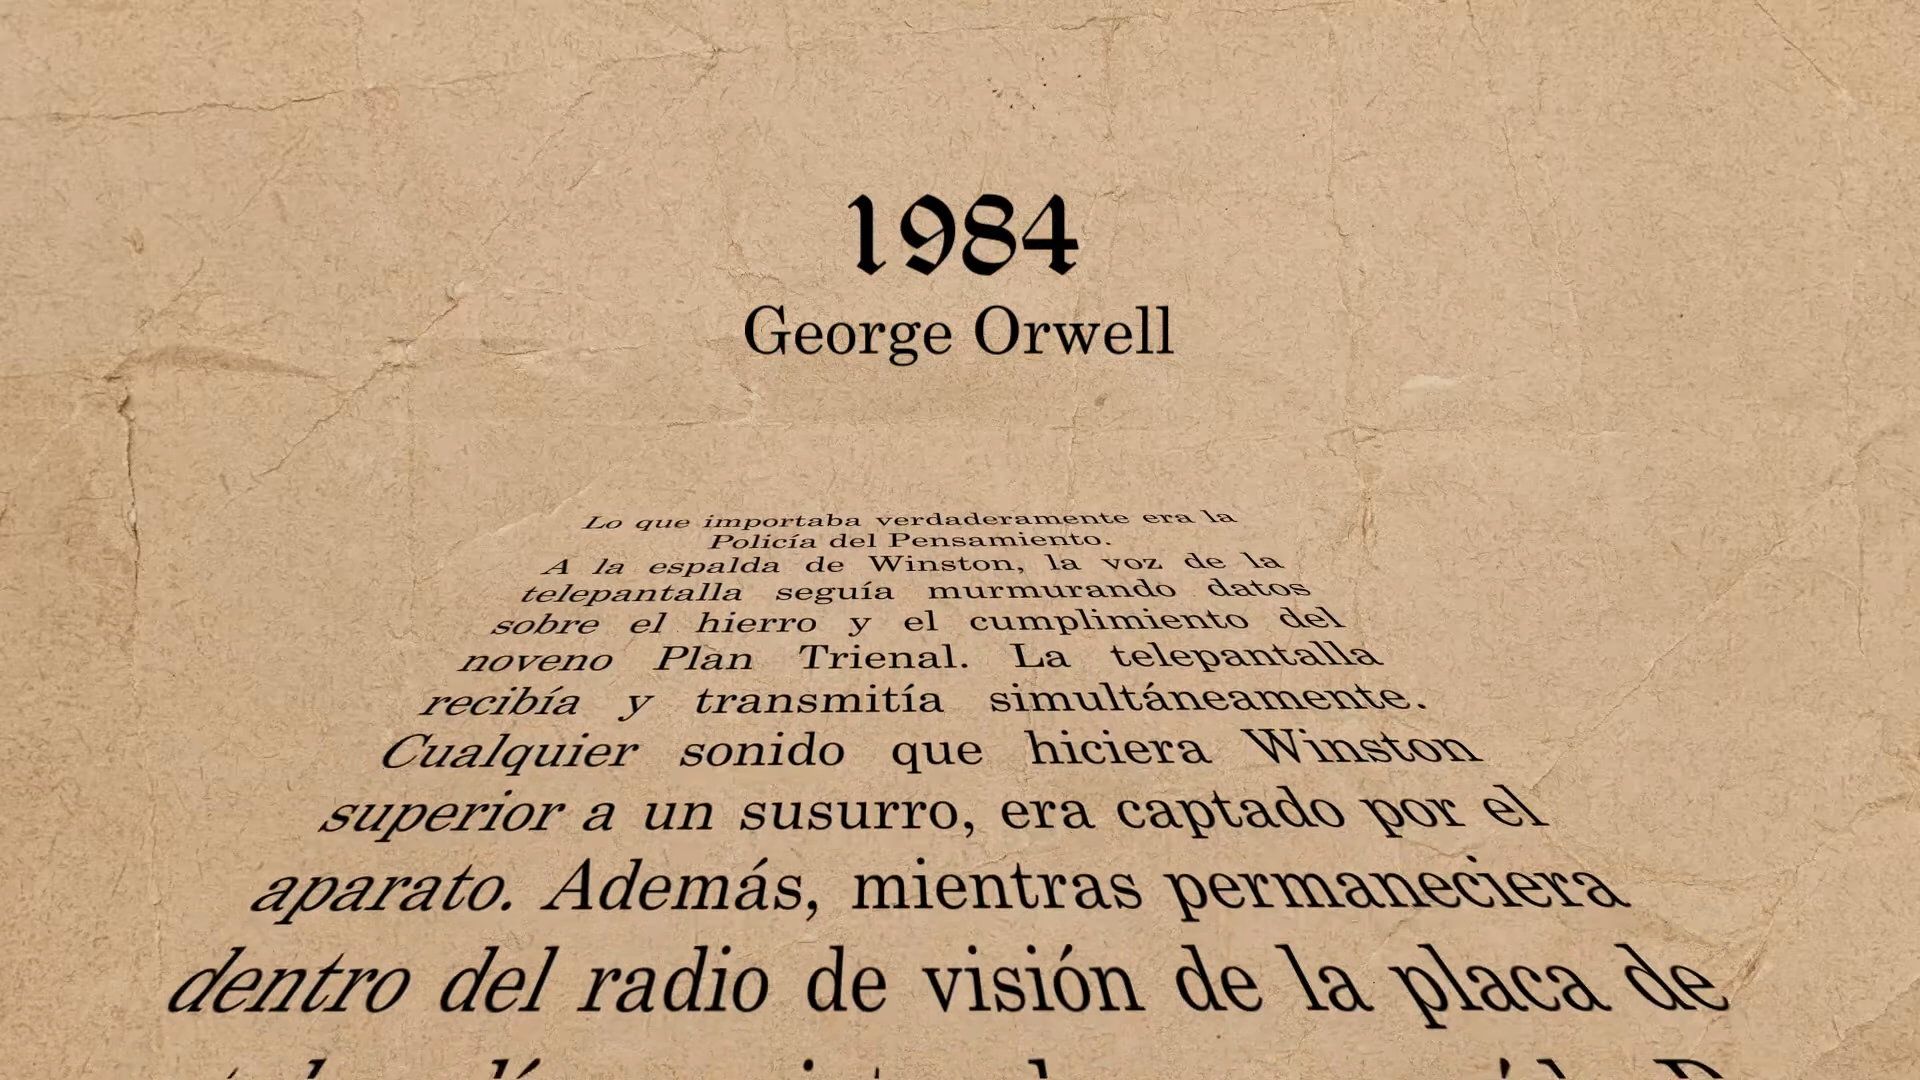 1984
George Orwell
Lo que importaba verdaderamente era la
Policía del Pensamiento.
A la espalda de Winston, la voz de la
telepantalla seguía murmurando datos
sobre el hierro y el cumplimiento del
noveno Plan Trienal. La telepantalla
recibía y transmitía simultáneamente.
Cualquier sonido que hiciera Winston
superior a un susurro, era captado por el
aparato. Además, mientras permaneciera
dentro del radio de visión de la placa de